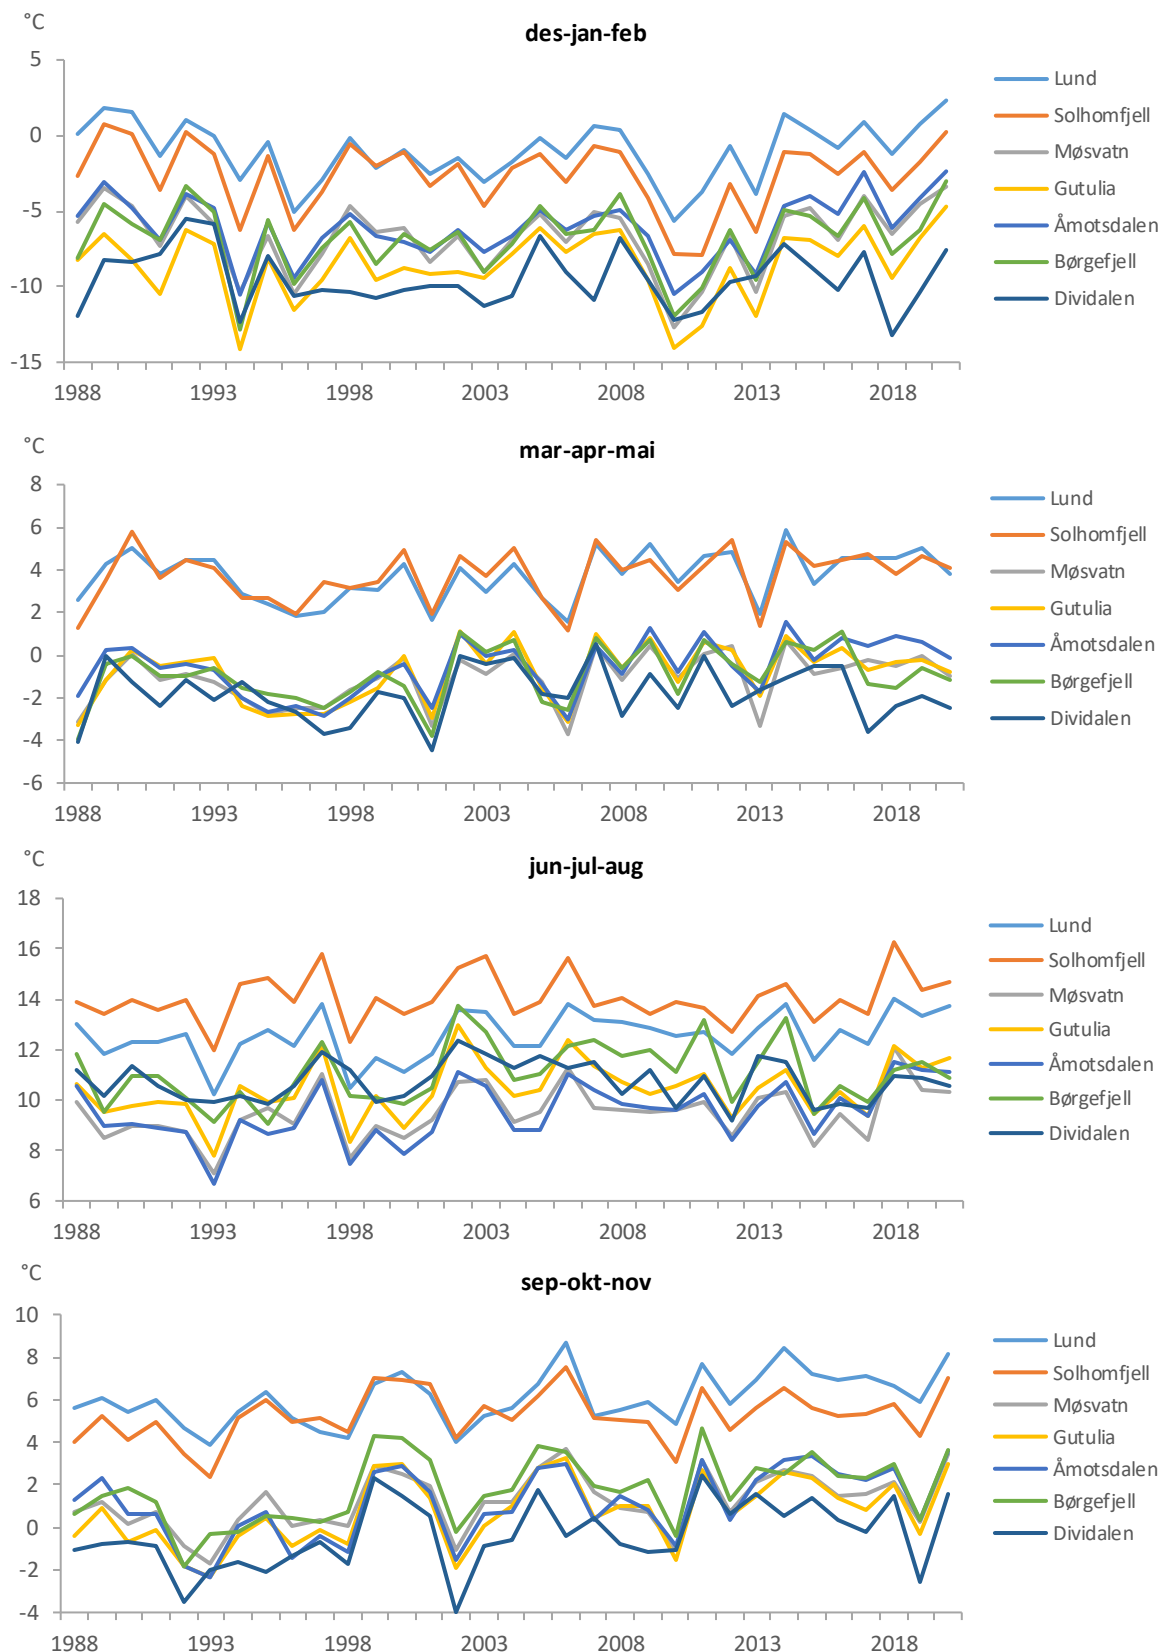 °C
des-jan-feb
5
0
-5
-10
-15
1988 1993 1998 2003 2008 2013 2018
Lund
Solhomfjell
Møsvatn
Gutulia
Åmotsdalen
Børgefjell
Dividalen
°C
mar-apr-mai
8
6
4
2
0
-2
-4
-6
1988 1993 1998 2003 2008 2013 2018
Lund
Solhomfjell
Møsvatn
Gutulia
Åmotsdalen
Børgefjell
Dividalen
°C
jun-jul-aug
18
16
14
12
10
8
6
1988 1993 1998 2003 2008 2013 2018
Lund
Solhomfjell
Møsvatn
Gutulia
Åmotsdalen
Børgefjell
Dividalen
°C
sep-okt-nov
10
8
6
4
2
0
-2
-4
1988 1993 1998 2003 2008 2013 2018
Lund
Solhomfjell
Møsvatn
Gutulia
Åmotsdalen
Børgefjell
Dividalen